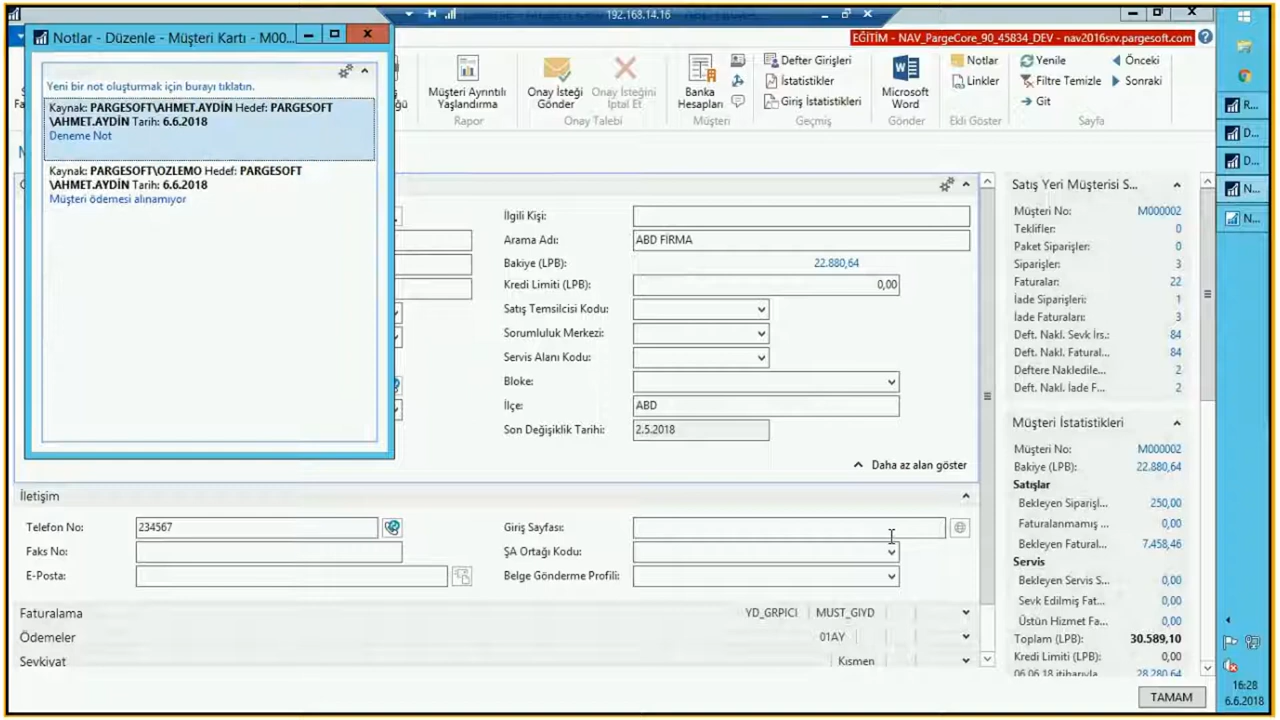 192.168.14.16
Notlar - Düzenle - Müşteri Kartı - M00...
EĞİTİM - NAV_PargeCore_90_45834_DEV - nav2016srv.pargesoft.com
Yeni bir not oluşturmak için burayı tıklatın.
Kaynak: PARGESOFT\AHMET.AYDİN Hedef: PARGESOFT
\AHMET.AYDİN Tarih: 6.6.2018
Deneme Not
Kaynak: PARGESOFT\OZLEMO Hedef: PARGESOFT
\AHMET.AYDİN Tarih: 6.6.2018
Müşteri ödemesi alınamıyor
Müşteri Ayrıntılı
Yaşlandırma
Rapor
Onay İsteği
Gönder
Onay İsteğini
İptal Et
Onay Talebi
Banka
Hesapları
Müşteri
Defter Girişleri
İstatistikler
Giriş İstatistikleri
Geçmiş
Microsoft
Word
Gönder
Notlar
Linkler
Ekli Göster
Yenile
Filtre Temizle
Git
Önceki
Sonraki
Sayfa
İlgili Kişi:
Arama Adı: ABD FİRMA
Bakiye (LPB): 22.880,64
Kredi Limiti (LPB): 0,00
Satış Temsilcisi Kodu:
Sorumluluk Merkezi:
Servis Alanı Kodu:
Bloke:
İlçe: ABD
Son Değişiklik Tarihi: 2.5.2018
Daha az alan göster
İletişim
Telefon No: 234567
Faks No:
E-Posta:
Giriş Sayfası:
ŞA Ortağı Kodu:
Belge Gönderme Profili:
Faturalama YD_GRPICI MUST_GIYD
Ödemeler 01AY
Sevkiyat Kısmen
Satış Yeri Müşterisi S...
Müşteri No: M000002
Teklifler: 0
Paket Siparişler: 0
Siparişler: 3
Faturalar: 22
İade Siparişleri: 1
İade Faturaları: 3
Deft. Nakl. Sevk İrs.: 84
Deft. Nakl. Fatural... 84
Deftere Nakledile... 2
Deft. Nakl. İade F... 2
Müşteri İstatistikleri
Müşteri No: M000002
Bakiye (LPB): 22.880,64
Satışlar
Bekleyen Siparişl... 250,00
Faturalanmamış ... 0,00
Bekleyen Fatural... 7.458,46
Servis
Bekleyen Servis S... 0,00
Sevk Edilmiş Fat... 0,00
Üstün Hizmet Fa... 0,00
Toplam (LPB): 30.589,10
Kredi Limiti (LPB): 0,00
06.06.18 itibarıyla 28.280,64
TAMAM
R...
D...
D...
N...
N...
16:28
6.6.2018